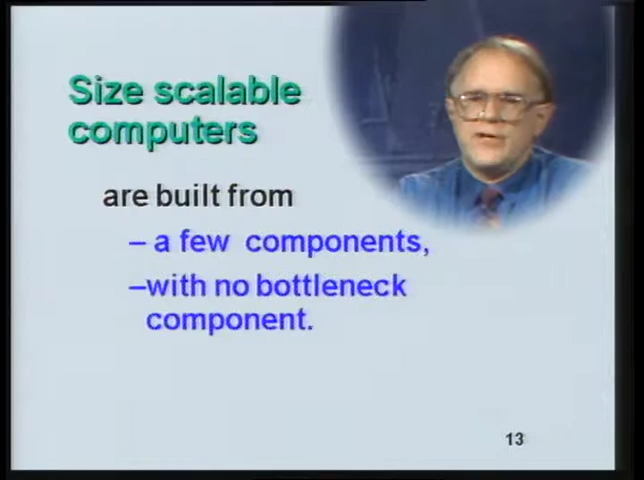 Size scalable
computers
are built from
– a few components,
–with no bottleneck
component.
13